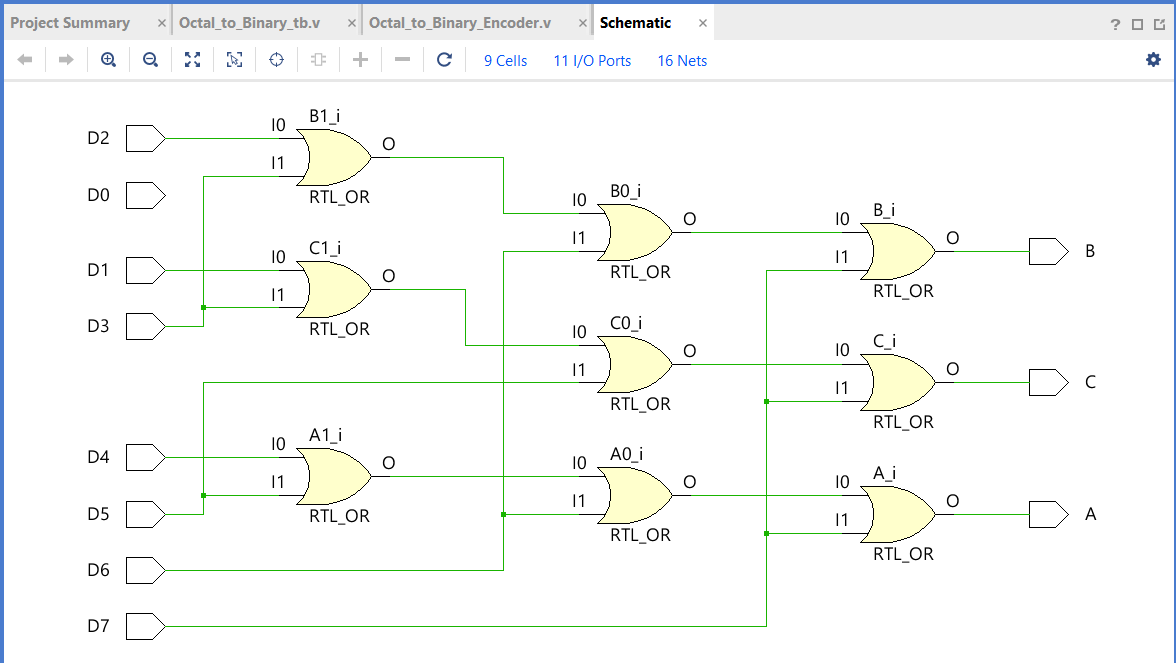 Project Summary × Octal_to_Binary_tb.v × Octal_to_Binary_Encoder.v × Schematic ×
9 Cells 11 I/O Ports 16 Nets
B1_i
D2 I0 O
I1
RTL_OR
D0
B0_i
I0 O
I1
RTL_OR
B_i
I0 O
I1 B
RTL_OR
C1_i
D1 I0 O
I1
D3 RTL_OR
C0_i
I0 O
I1
RTL_OR
C_i
I0 O
I1 C
RTL_OR
A1_i
D4 I0 O
I1
D5 RTL_OR
A0_i
I0 O
I1
RTL_OR
A_i
I0 O
I1 A
RTL_OR
D6
D7